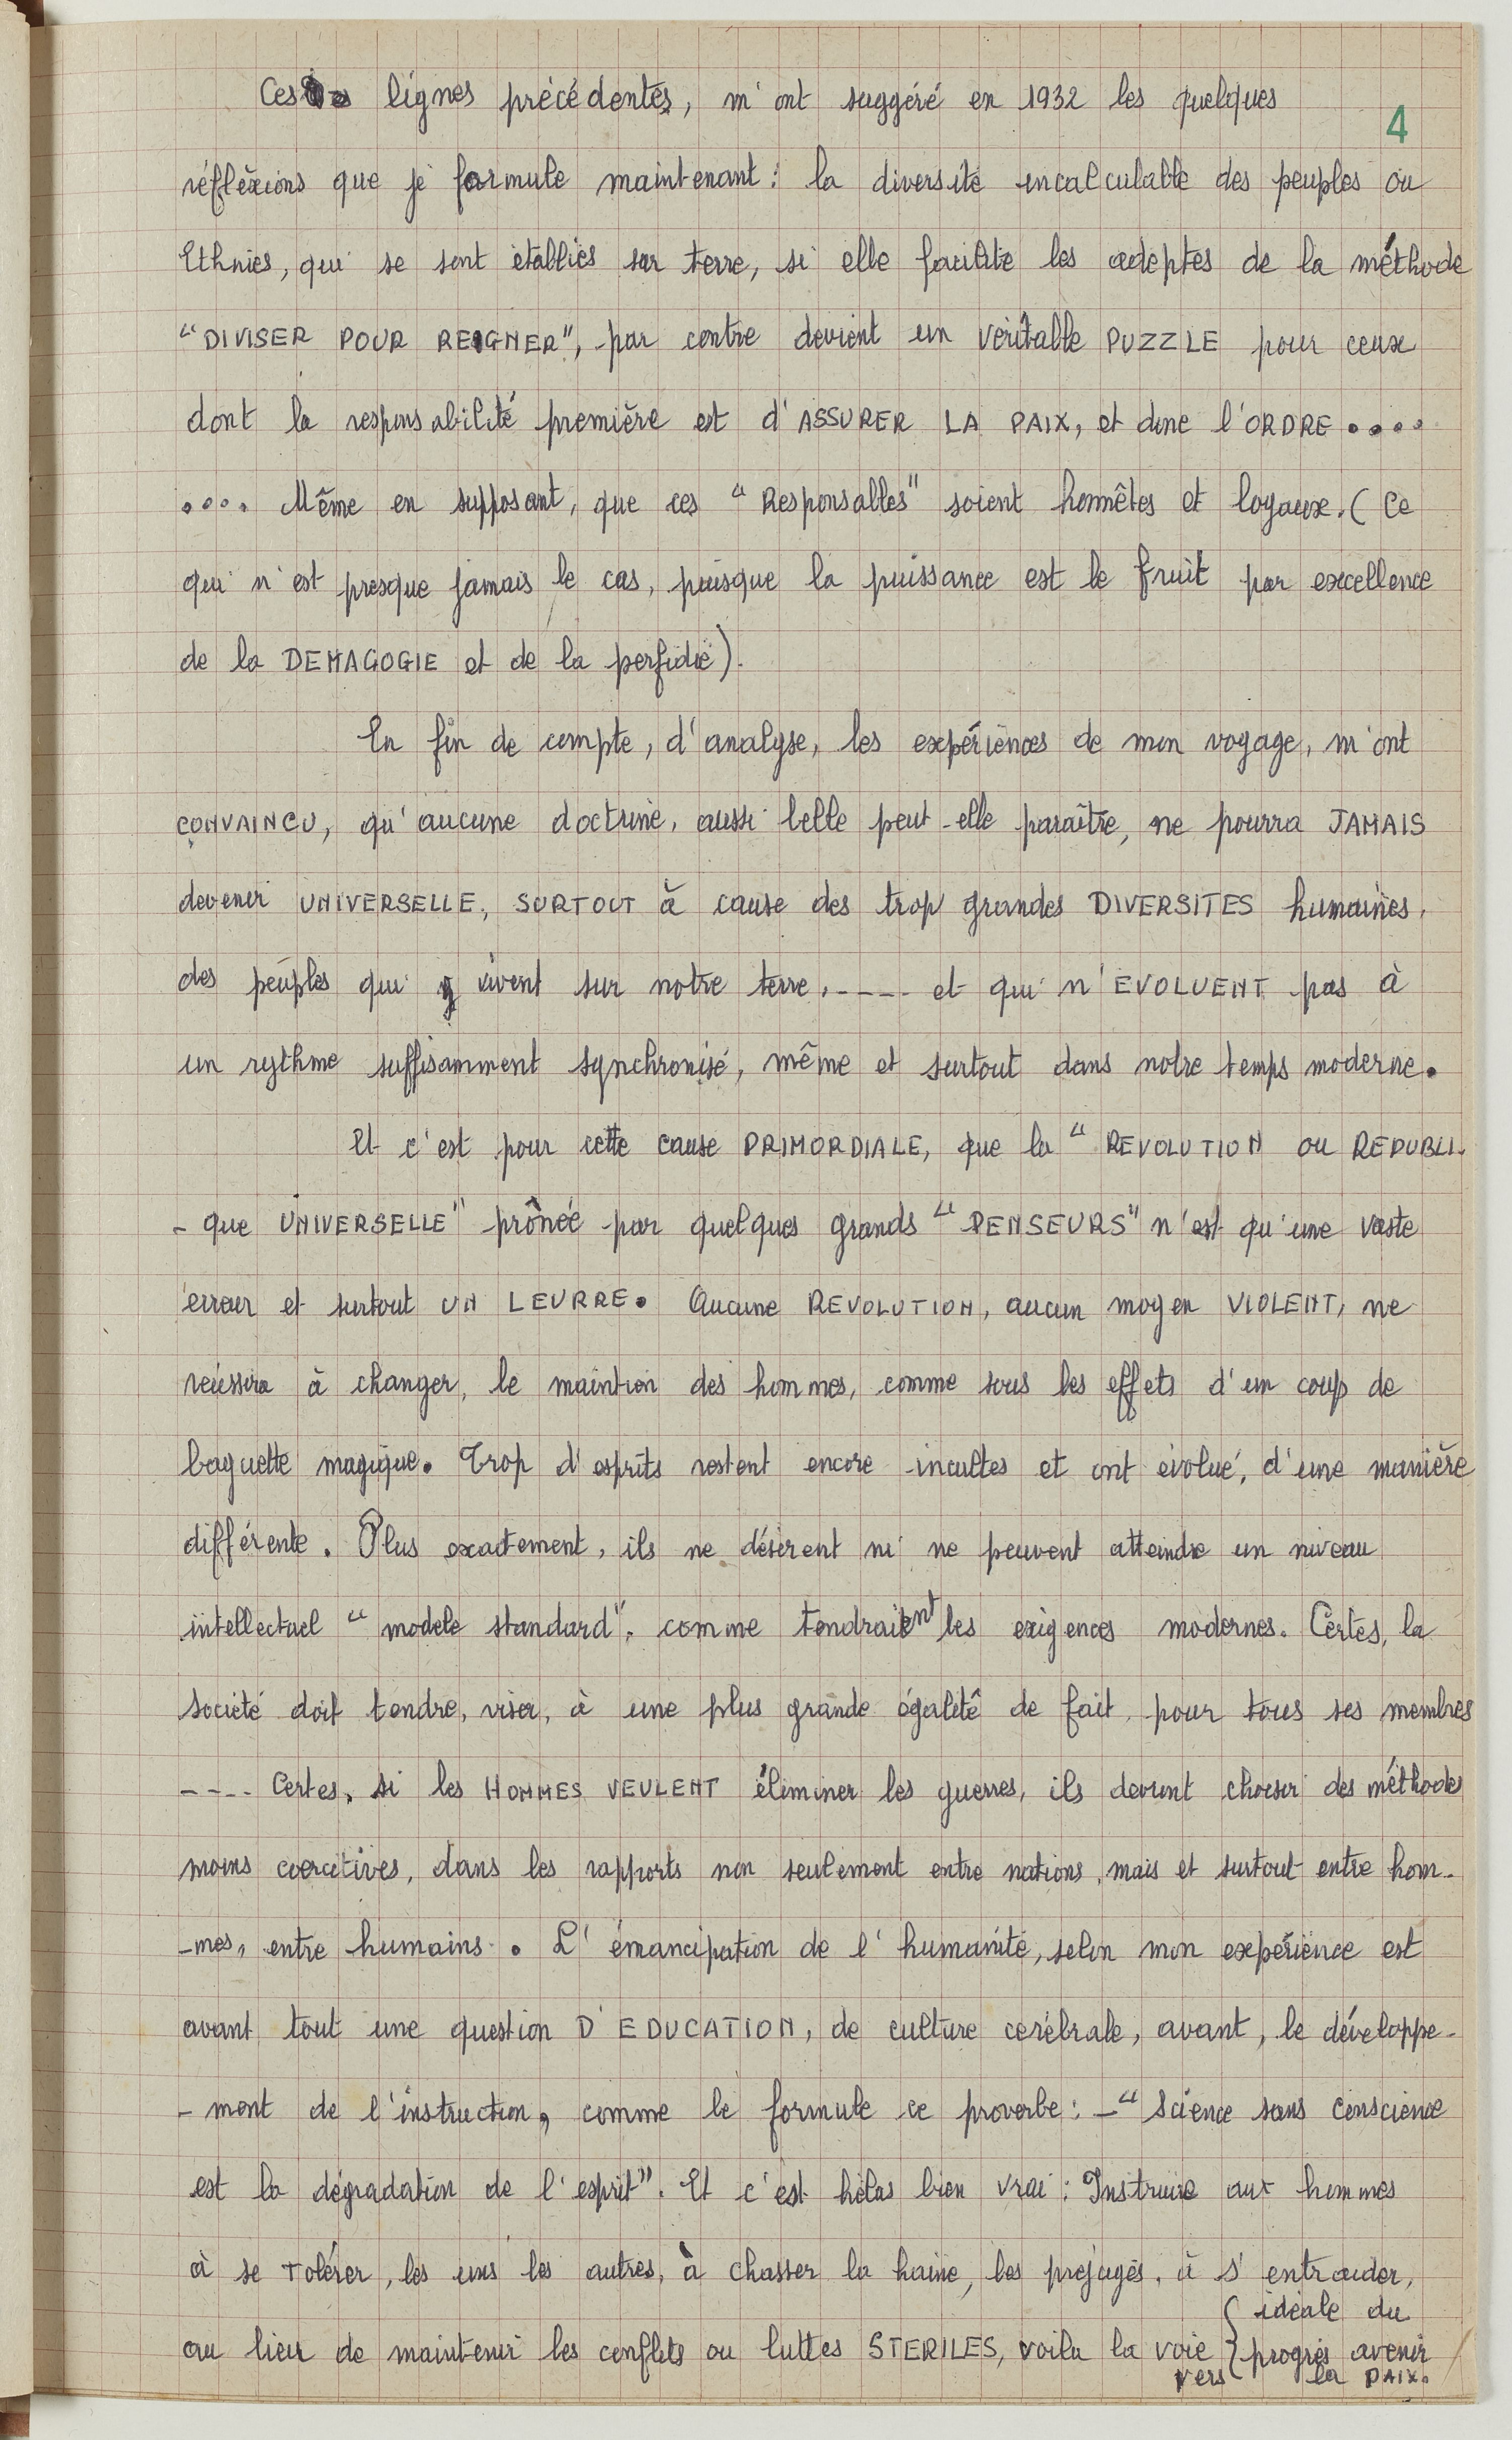 Ces lignes précédentes, m'ont suggéré en 1932 les quelques
4
réfléxions que je formule maintenant : la diversité incalculable des peuples ou
Ethnies, qui se sont établies sur terre, si elle facilite les adeptes de la méthode
"DIVISER POUR REIGNER", par contre devient un véritable PUZZLE pour ceux
dont la responsabilité première est d'ASSURER LA PAIX, et donc l'ORDRE ....
.... Même en supposant, que ces "Responsables" soient honnêtes et loyaux. (Ce
qui n'est presque jamais le cas, puisque la puissance est le fruit par excellence
de la DEMAGOGIE et de la perfidie).
En fin de compte, d'analyse, les expériences de mon voyage, m'ont
CONVAINCU, qu'aucune doctrine, aussi belle peut-elle paraître, ne pourra JAMAIS
devenir UNIVERSELLE, SURTOUT à cause des trop grandes DIVERSITES humaines,
des peuples qui y vivent sur notre terre, ---- et qui n'EVOLUENT pas à
un rythme suffisamment synchronisé, même et surtout dans notre temps moderne.
Et c'est pour cette cause PRIMORDIALE, que la "REVOLUTION ou REPUBLI-
-que UNIVERSELLE" prônée par quelques grands "PENSEURS" n'est qu'une vaste
erreur et surtout UN LEURRE. Aucune REVOLUTION, aucun moyen VIOLENT, ne
réussira à changer, le maintien des hommes, comme sous les effets d'un coup de
baguette magique. Trop d'esprits restent encore incultes et ont évolué, d'une manière
différente. Plus exactement, ils ne désirent ni ne peuvent atteindre un niveau
intellectuel "modele standard", comme tendraient les exigences modernes. Certes, la
société doit tendre, viser, à une plus grande égalité de fait, pour tous ses membres
---- Certes, si les HOMMES VEULENT éliminer les guerres, ils devront choisir des méthodes
moins coercitives, dans les rapports non seulement entre nations, mais et surtout entre hom-
-mes, entre humains. L'émancipation de l'humanité, selon mon expérience est
avant tout une question D'EDUCATION, de culture cérébrale, avant, le développe-
-ment de l'instruction, comme le formule ce proverbe : - "Science sans conscience
est la dégradation de l'esprit". Et c'est hélas bien vrai : Instruire aux hommes
à se Tolérer, les uns les autres, à chasser la haine, les préjugés, à s'entraider,
au lieu de maintenir les conflits ou luttes STERILES, voila la voie
idéale du
progrès avenir
vers la PAIX.